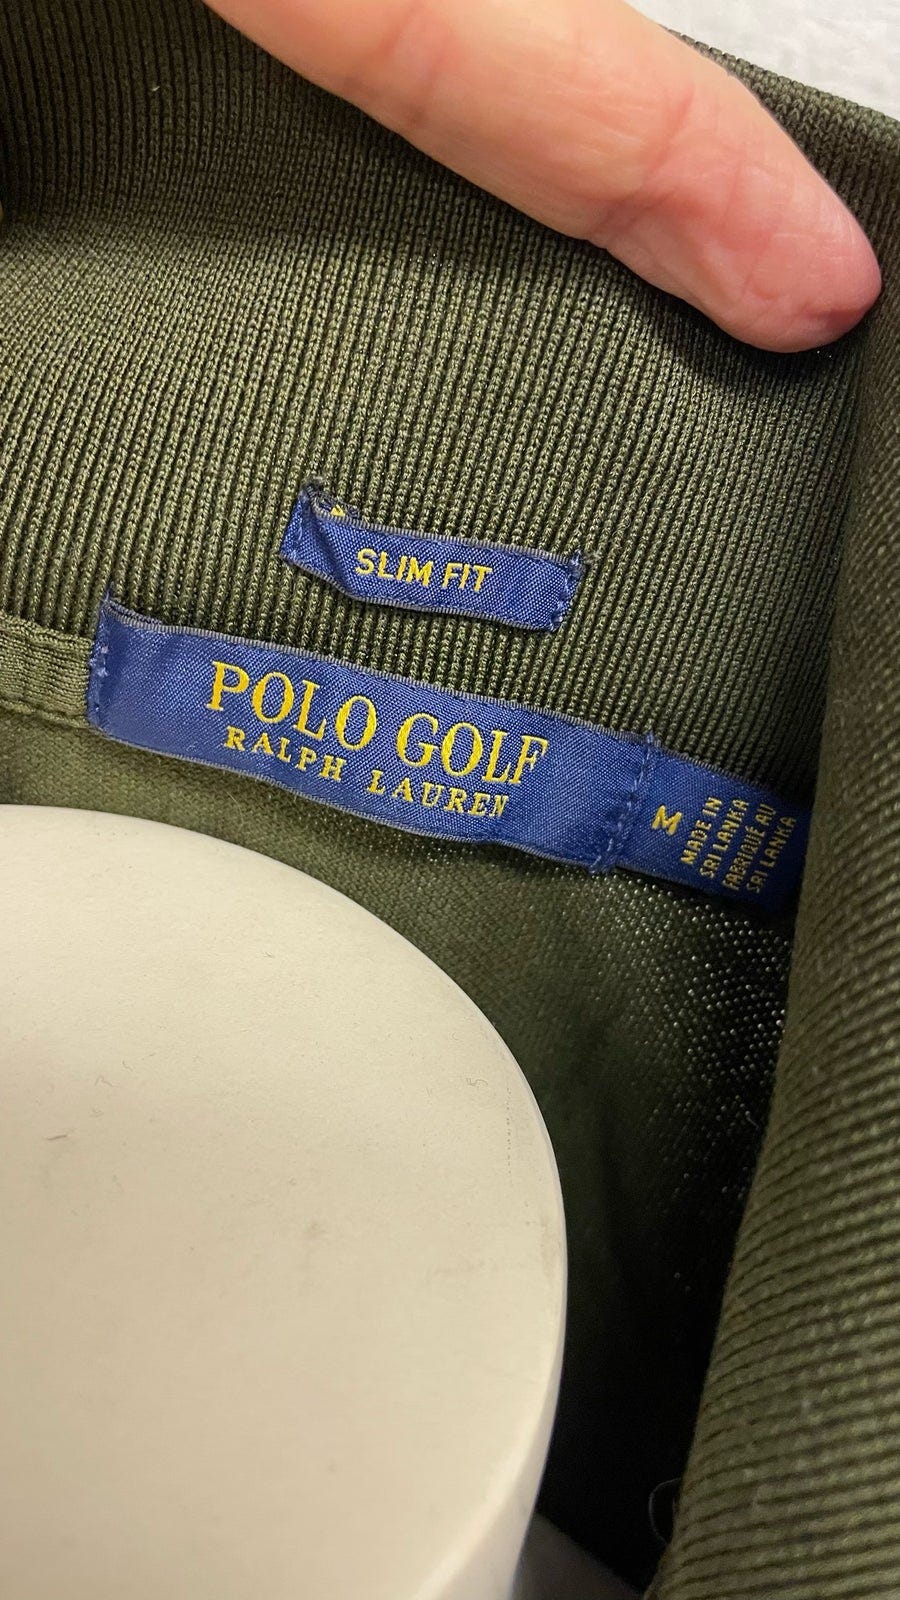 SLIM FIT
POLO GOLF
RALPH LAUREN
M
MADE IN
SRI LANKA
FABRIQUÉ AU
SRI LANKA